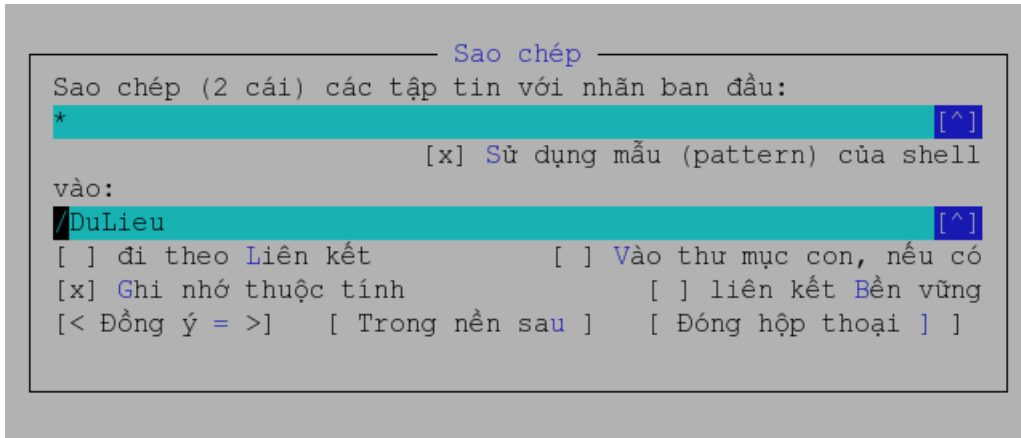 Sao chép
Sao chép (2 cái) các tập tin với nhãn ban đầu:
* [^]
[x] Sử dụng mẫu (pattern) của shell
vào:
/DuLieu [^]
[ ] đi theo Liên kết [ ] Vào thư mục con, nếu có
[x] Ghi nhớ thuộc tính [ ] liên kết Bền vững
[< Đồng ý = >] [ Trong nền sau ] [ Đóng hộp thoại ] ]